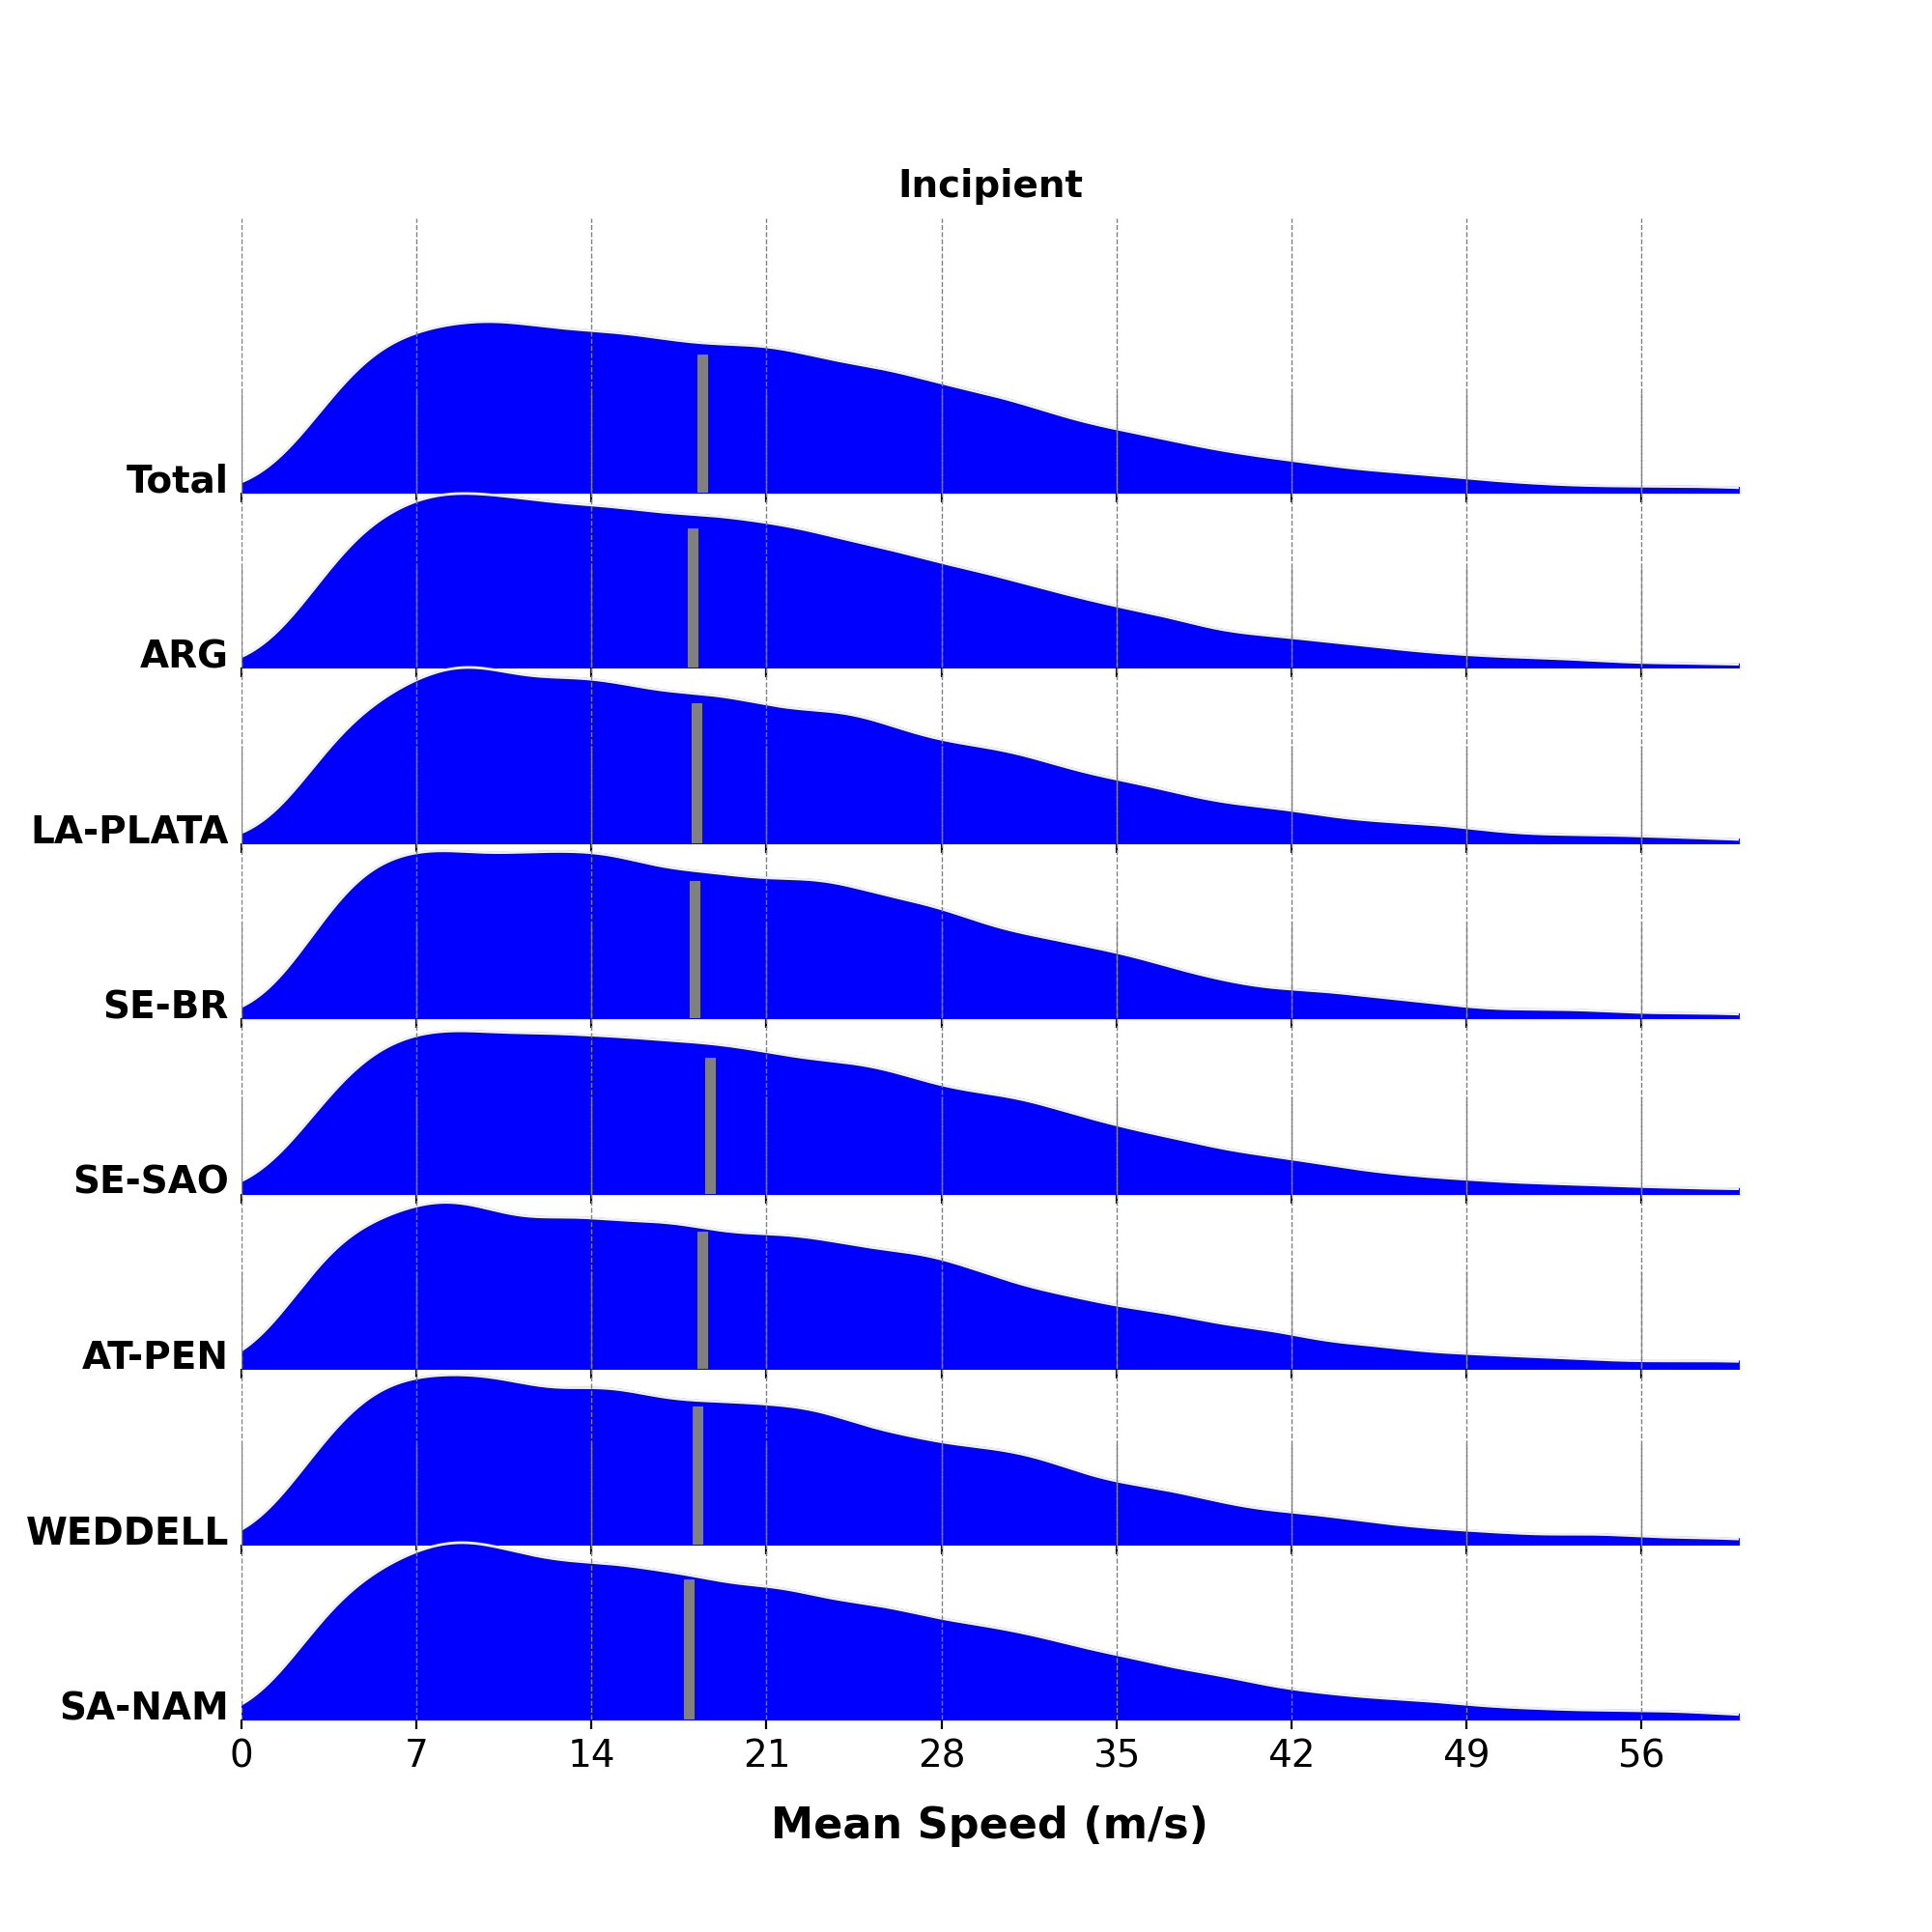 Incipient
Total
ARG
LA-PLATA
SE-BR
SE-SAO
AT-PEN
WEDDELL
SA-NAM
0 7 14 21 28 35 42 49 56
Mean Speed (m/s)